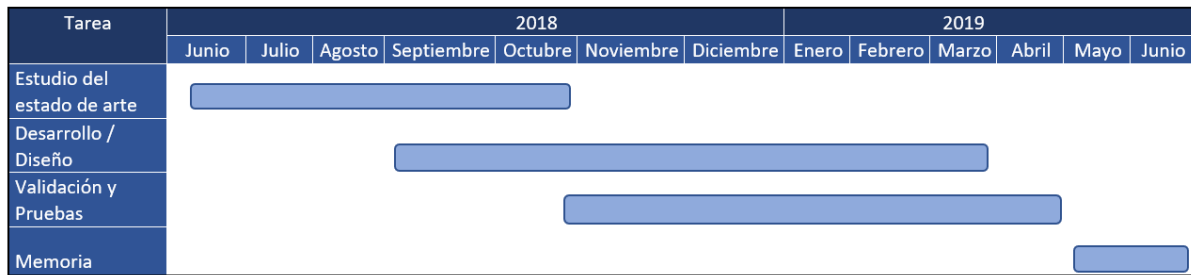 Tarea 2018 2019
Junio Julio Agosto Septiembre Octubre Noviembre Diciembre Enero Febrero Marzo Abril Mayo Junio
Estudio del
estado de arte
Desarrollo /
Diseño
Validación y
Pruebas
Memoria